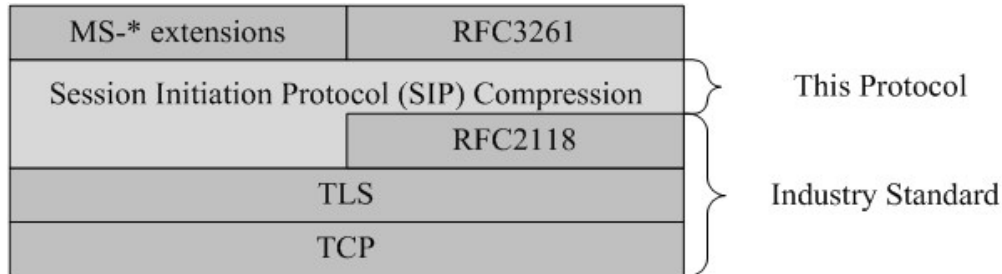 MS-* extensions
RFC3261
Session Initiation Protocol (SIP) Compression
This Protocol
RFC2118
TLS
Industry Standard
TCP